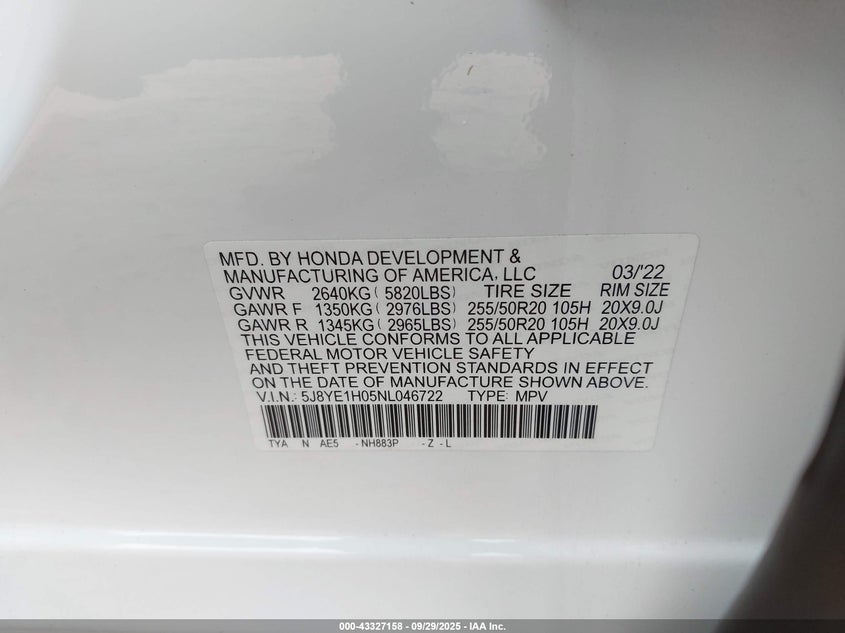 MFD. BY HONDA DEVELOPMENT &
MANUFACTURING OF AMERICA, LLC 03/'22
GVWR 2640KG ( 5820LBS) TIRE SIZE RIM SIZE
GAWR F 1350KG ( 2976LBS) 255/50R20 105H 20X9.0J
GAWR R 1345KG ( 2965LBS) 255/50R20 105H 20X9.0J
THIS VEHICLE CONFORMS TO ALL APPLICABLE
FEDERAL MOTOR VEHICLE SAFETY
AND THEFT PREVENTION STANDARDS IN EFFECT
ON THE DATE OF MANUFACTURE SHOWN ABOVE.
V.I.N.: 5J8YE1H05NL046722 TYPE: MPV
TYA N AE5 -NH883P -Z -L
000-43327158 - 09/29/2025 - IAA Inc.